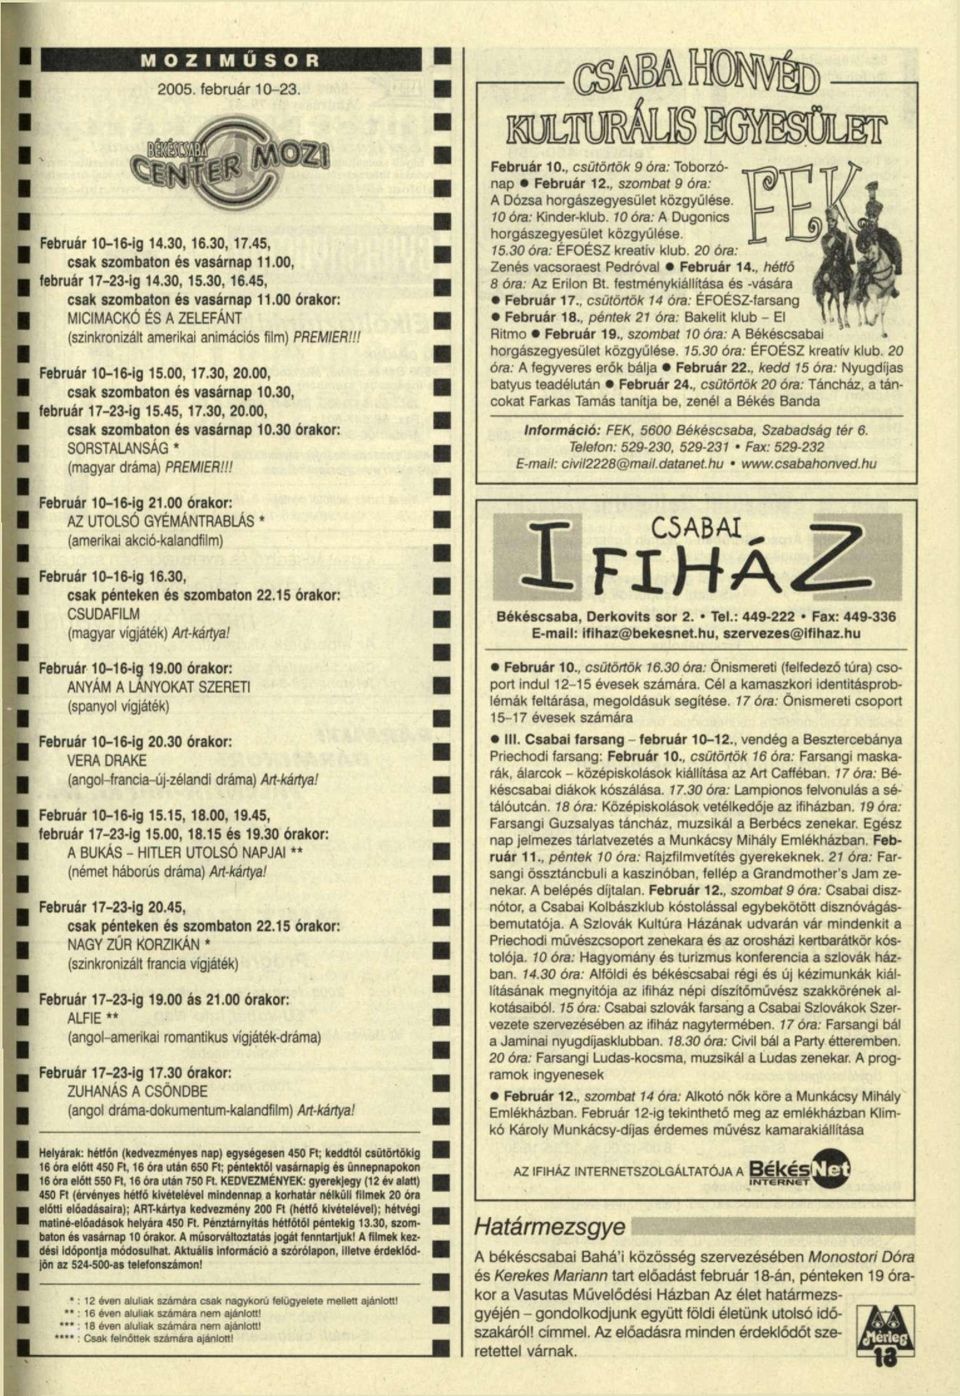 MOZIMŰSOR
2005. február 10–23.
BÉKÉSCSABA
CENTER MOZI
Február 10–16-ig 14.30, 16.30, 17.45,
csak szombaton és vasárnap 11.00,
február 17–23-ig 14.30, 15.30, 16.45,
csak szombaton és vasárnap 11.00 órakor:
MICIMACKÓ ÉS A ZELEFÁNT
(szinkronizált amerikai animációs film) PREMIER!!!
Február 10–16-ig 15.00, 17.30, 20.00,
csak szombaton és vasárnap 10.30,
február 17–23-ig 15.45, 17.30, 20.00,
csak szombaton és vasárnap 10.30 órakor:
SORSTALANSÁG *
(magyar dráma) PREMIER!!!
Február 10–16-ig 21.00 órakor:
AZ UTOLSÓ GYÉMÁNTRABLÁS *
(amerikai akció-kalandfilm)
Február 10–16-ig 16.30,
csak pénteken és szombaton 22.15 órakor:
CSUDAFILM
(magyar vígjáték) Art-kártya!
Február 10–16-ig 19.00 órakor:
ANYÁM A LÁNYOKAT SZERETI
(spanyol vígjáték)
Február 10–16-ig 20.30 órakor:
VERA DRAKE
(angol–francia–új-zélandi dráma) Art-kártya!
Február 10–16-ig 15.15, 18.00, 19.45,
február 17–23-ig 15.00, 18.15 és 19.30 órakor:
A BUKÁS – HITLER UTOLSÓ NAPJAI **
(német háborús dráma) Art-kártya!
Február 17–23-ig 20.45,
csak pénteken és szombaton 22.15 órakor:
NAGY ZŰR KORZIKÁN *
(szinkronizált francia vígjáték)
Február 17–23-ig 19.00 ás 21.00 órakor:
ALFIE **
(angol–amerikai romantikus vígjáték-dráma)
Február 17–23-ig 17.30 órakor:
ZUHANÁS A CSÖNDBE
(angol dráma-dokumentum-kalandfilm) Art-kártya!
Helyárak: hétfőn (kedvezményes nap) egységesen 450 Ft; keddtől csütörtökig
16 óra előtt 450 Ft, 16 óra után 650 Ft; péntektől vasárnapig és ünnepnapokon
16 óra előtt 550 Ft, 16 óra után 750 Ft. KEDVEZMÉNYEK: gyerekjegy (12 év alatt)
450 Ft (érvényes hétfő kivételével mindennap a korhatár nélküli filmek 20 óra
előtti előadásaira); ART-kártya kedvezmény 200 Ft (hétfő kivételével); hétvégi
matiné-előadások helyára 450 Ft. Pénztárnyitás hétfőtől péntekig 13.30, szom-
baton és vasárnap 10 órakor. A műsorváltoztatás jogát fenntartjuk! A filmek kez-
dési időpontja módosulhat. Aktuális információ a szórólapon, illetve érdeklőd-
jön az 524-500-as telefonszámon!
* : 12 éven aluliak számára csak nagykorú felügyelete mellett ajánlott!
** : 16 éven aluliak számára nem ajánlott!
*** : 18 éven aluliak számára nem ajánlott!
**** : Csak felnőttek számára ajánlott!
CSABA HONVÉD
KULTURÁLIS EGYESÜLET
FEK
Február 10., csütörtök 9 óra: Toborzó-
nap • Február 12., szombat 9 óra:
A Dózsa horgászegyesület közgyűlése.
10 óra: Kinder-klub. 10 óra: A Dugonics
horgászegyesület közgyűlése.
15.30 óra: ÉFOÉSZ kreatív klub. 20 óra:
Zenés vacsoraest Pedróval • Február 14., hétfő
8 óra: Az Erilon Bt. festménykiállítása és -vására
• Február 17., csütörtök 14 óra: ÉFOÉSZ-farsang
• Február 18., péntek 21 óra: Bakelit klub – El
Ritmo • Február 19., szombat 10 óra: A Békéscsabai
horgászegyesület közgyűlése. 15.30 óra: ÉFOÉSZ kreatív klub. 20
óra: A fegyveres erők bálja • Február 22., kedd 15 óra: Nyugdíjas
batyus teadélután • Február 24., csütörtök 20 óra: Táncház, a tán-
cokat Farkas Tamás tanítja be, zenél a Békés Banda
Információ: FEK, 5600 Békéscsaba, Szabadság tér 6.
Telefon: 529-230, 529-231 • Fax: 529-232
E-mail: civil2228@mail.datanet.hu • www.csabahonved.hu
CSABAI
IFIHÁZ
Békéscsaba, Derkovits sor 2. • Tel.: 449-222 • Fax: 449-336
E-mail: ifihaz@bekesnet.hu, szervezes@ifihaz.hu
• Február 10., csütörtök 16.30 óra: Önismereti (felfedező túra) cso-
port indul 12–15 évesek számára. Cél a kamaszkori identitásprob-
lémák feltárása, megoldásuk segítése. 17 óra: Önismereti csoport
15–17 évesek számára
• III. Csabai farsang – február 10–12., vendég a Besztercebánya
Priechodi farsang: Február 10., csütörtök 16 óra: Farsangi maska-
rák, álarcok – középiskolások kiállítása az Art Caffébán. 17 óra: Bé-
késcsabai diákok kószálása. 17.30 óra: Lampionos felvonulás a sé-
tálóutcán. 18 óra: Középiskolások vetélkedője az ifiházban. 19 óra:
Farsangi Guzsalyas táncház, muzsikál a Berbécs zenekar. Egész
nap jelmezes tárlatvezetés a Munkácsy Mihály Emlékházban. Feb-
ruár 11., péntek 10 óra: Rajzfilmvetítés gyerekeknek. 21 óra: Far-
sangi össztáncbuli a kaszinóban, fellép a Grandmother's Jam ze-
nekar. A belépés díjtalan. Február 12., szombat 9 óra: Csabai disz-
nótor, a Csabai Kolbászklub kóstolással egybekötött disznóvágás-
bemutatója. A Szlovák Kultúra Házának udvarán vár mindenkit a
Priechodi művészcsoport zenekara és az orosházi kertbarátkör kós-
tolója. 10 óra: Hagyomány és turizmus konferencia a szlovák ház-
ban. 14.30 óra: Alföldi és békéscsabai régi és új kézimunkák kiál-
lításának megnyitója az ifiház népi díszítőművész szakkörének al-
kotásaiból. 15 óra: Szlovák farsang a Csabai Szlovákok Szer-
vezete szervezésében az ifiház nagytermében. 17 óra: Farsangi bál
a Jaminai nyugdíjasklubban. 18.30 óra: Civil bál a Party étteremben.
20 óra: Farsangi Ludas-kocsma, muzsikál a Ludas zenekar. A prog-
ramok ingyenesek
• Február 12., szombat 14 óra: Alkotó nők köre a Munkácsy Mihály
Emlékházban. Február 12-ig tekinthető meg az emlékházban Klim-
kó Károly Munkácsy-díjas érdemes művész kamarakiállítása
AZ IFIHÁZ INTERNETSZOLGÁLTATÓJA A BékésNet
INTERNET
Határmezsgye
A békéscsabai Bahá'i közösség szervezésében Monostori Dóra
és Kerekes Mariann tart előadást február 18-án, pénteken 19 óra-
kor a Vasutas Művelődési Házban Az élet határmezs-
gyéjén – gondolkodjunk együtt földi életünk utolsó idő-
szakáról! címmel. Az előadásra minden érdeklődőt sze-
retettel várnak.
Mérleg
13